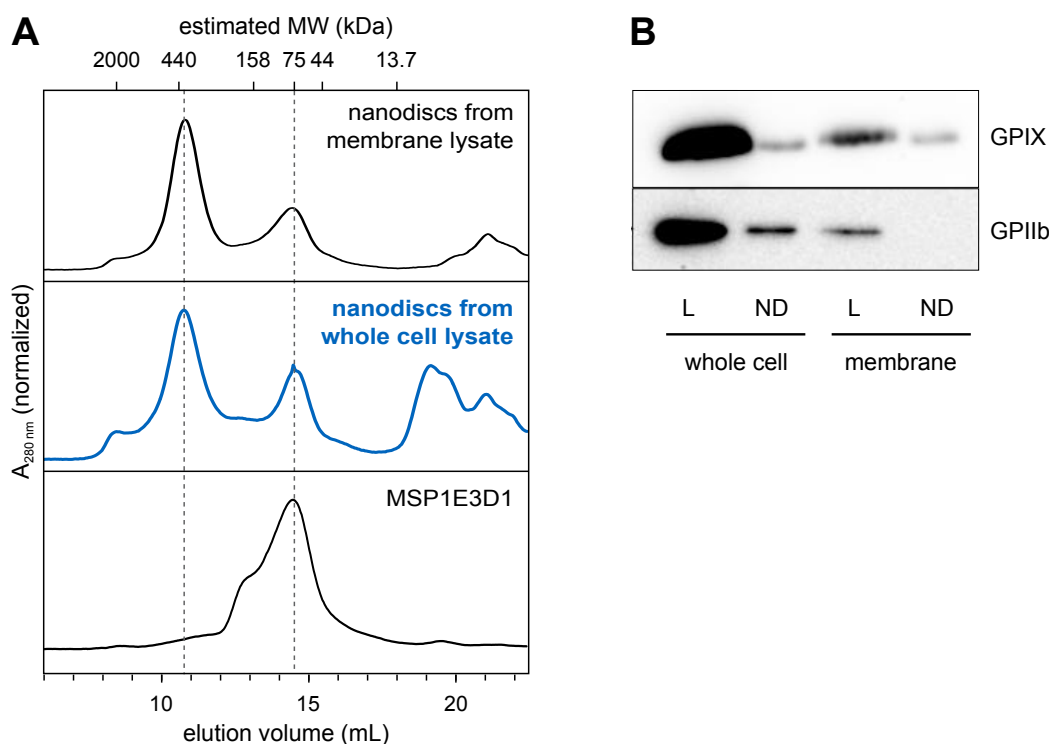 A
estimated MW (kDa)
2000 440 158 75 44 13.7
nanodiscs from
membrane lysate
nanodiscs from
whole cell lysate
MSP1E3D1
A280 nm (normalized)
10 15 20
elution volume (mL)
B
GPIX
GPIIb
L ND L ND
whole cell membrane